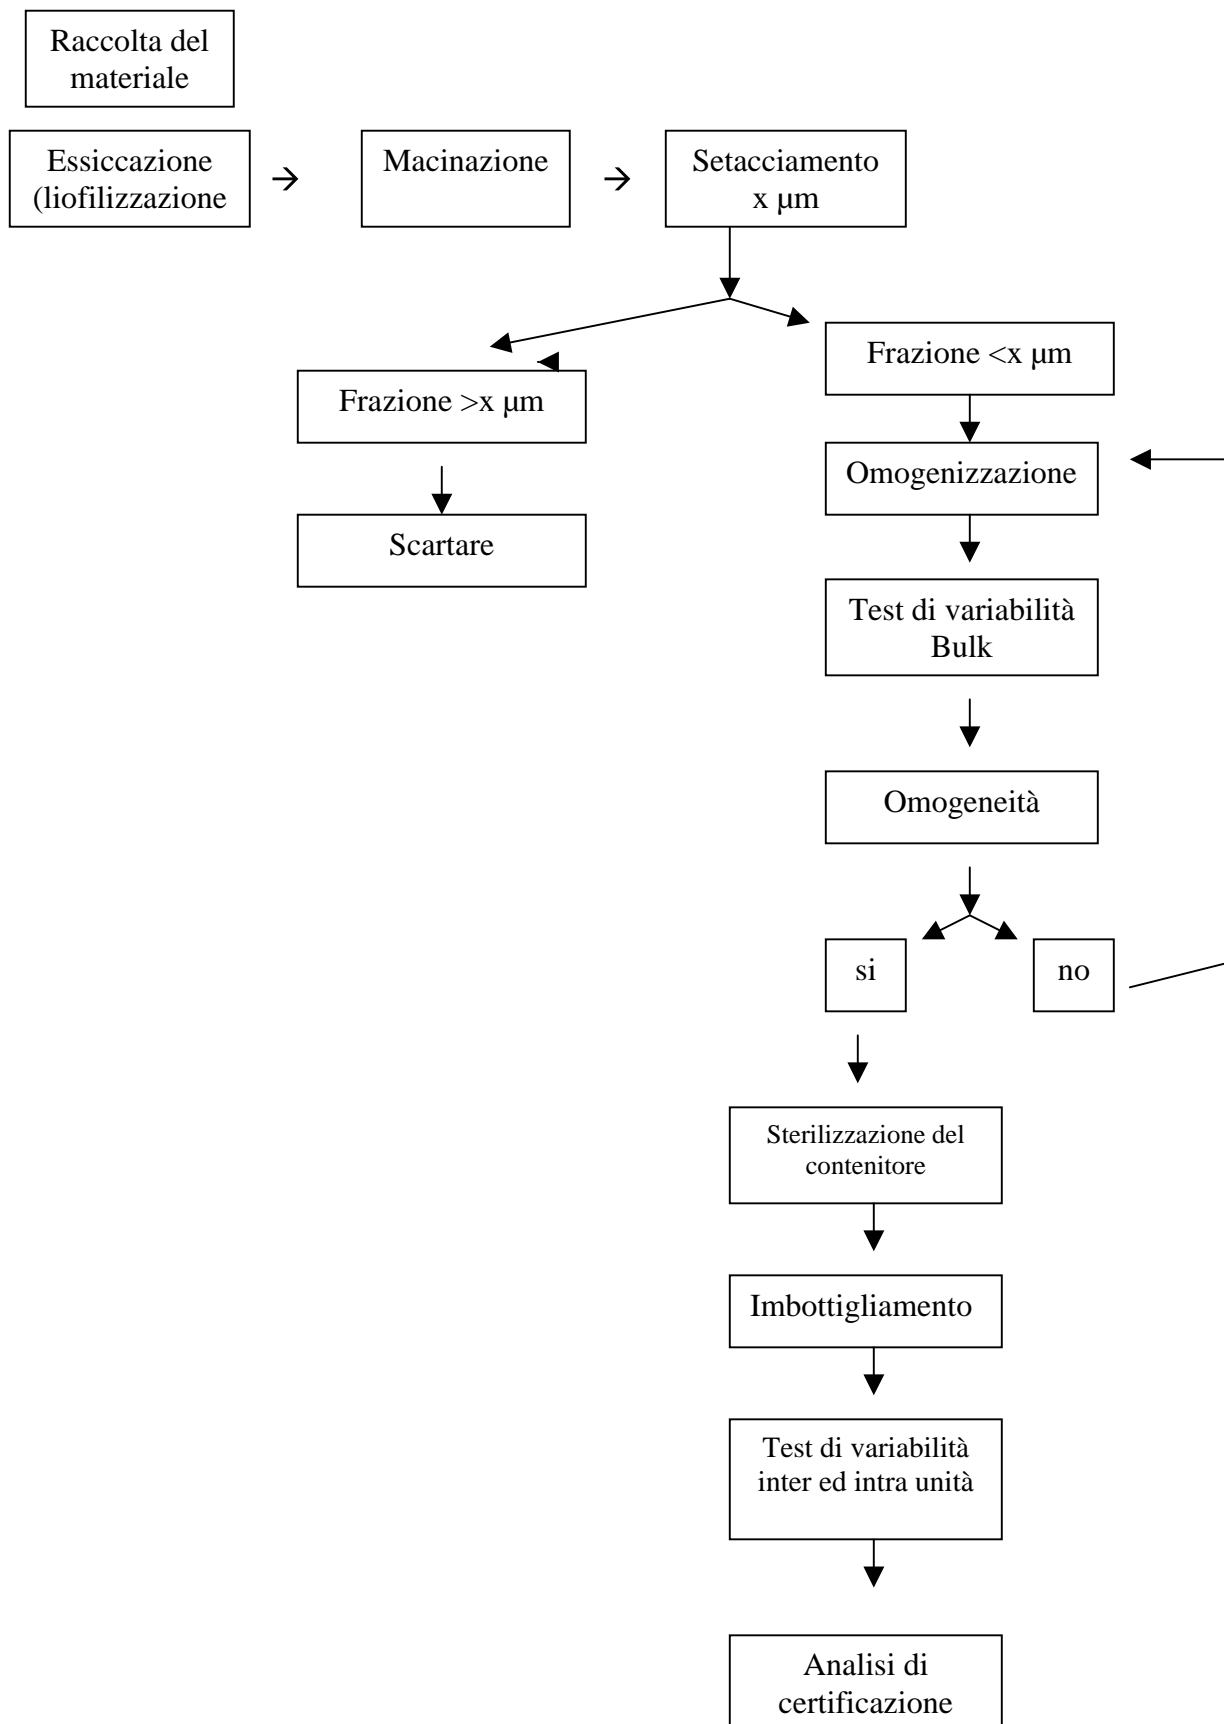 Raccolta del
materiale
Essiccazione
(liofilizzazione
→
Macinazione
→
Setacciamento
x μm
Frazione <x μm
Frazione >x μm
Omogenizzazione
Scartare
Test di variabilità
Bulk
Omogeneità
si
no
Sterilizzazione del
contenitore
Imbottigliamento
Test di variabilità
inter ed intra unità
Analisi di
certificazione